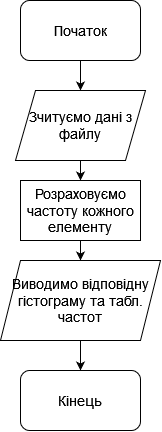 Початок
Зчитуємо дані з
файлу
Розраховуємо
частоту кожного
елементу
Виводимо відповідну
гістограму та табл.
частот
Кінець